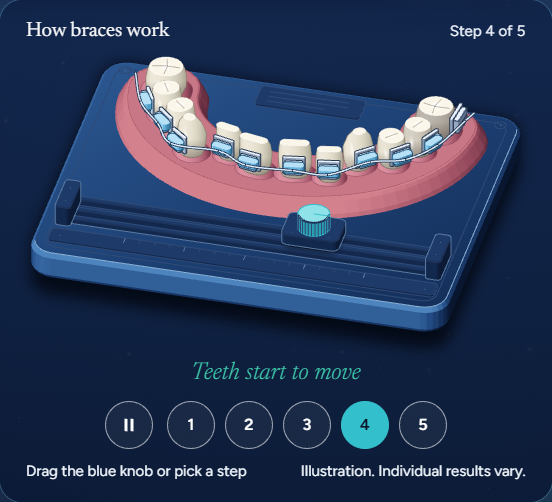 How braces work
Step 4 of 5
Teeth start to move
1 2 3 4 5
Drag the blue knob or pick a step
Illustration. Individual results vary.